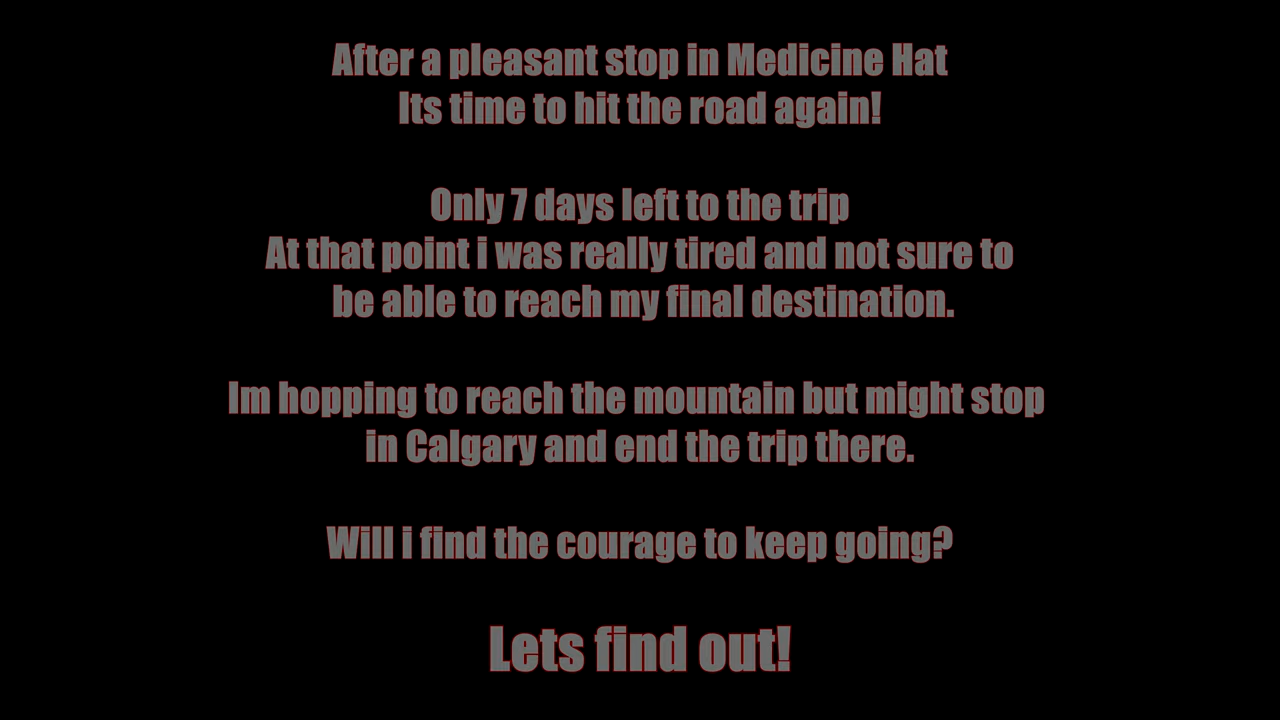 After a pleasant stop in Medicine Hat
Its time to hit the road again!
Only 7 days left to the trip
At that point i was really tired and not sure to
be able to reach my final destination.
Im hopping to reach the mountain but might stop
in Calgary and end the trip there.
Will i find the courage to keep going?
Lets find out!